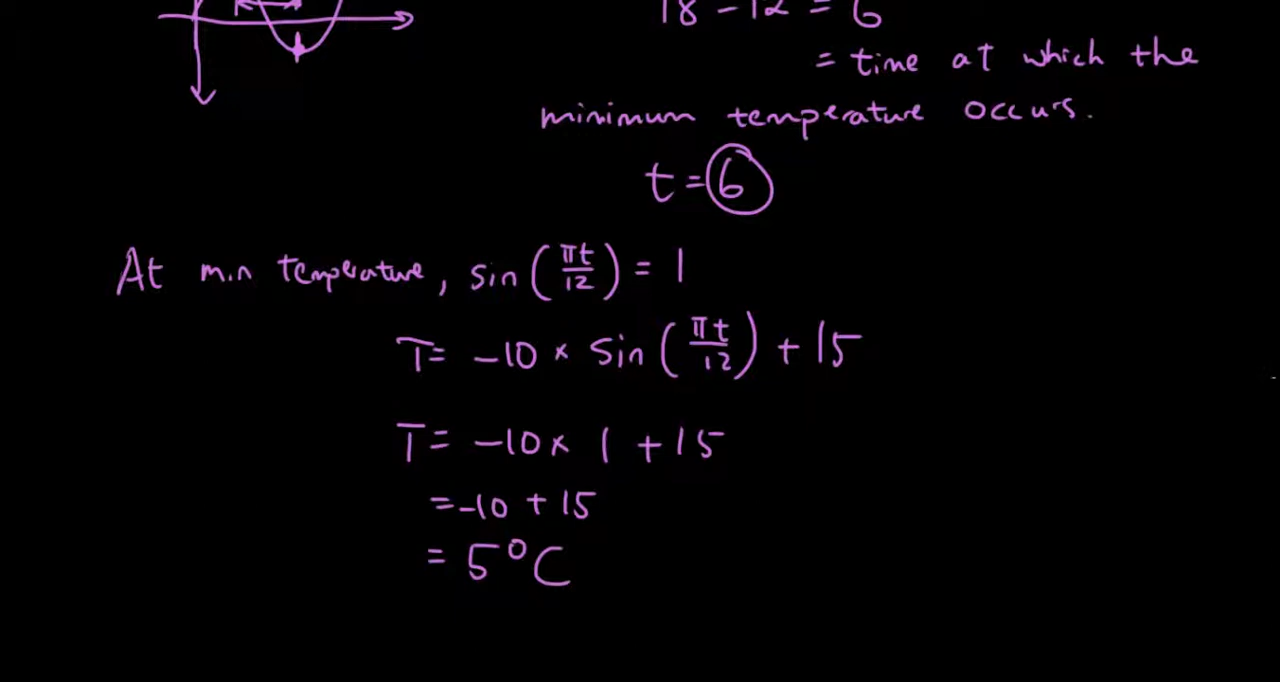 18 - 12 = 6
= time at which the
minimum temperature occurs.
t = 6
At min temperature, sin(πt/12) = 1
T = -10 × sin(πt/12) + 15
T = -10 × 1 + 15
= -10 + 15
= 5°C